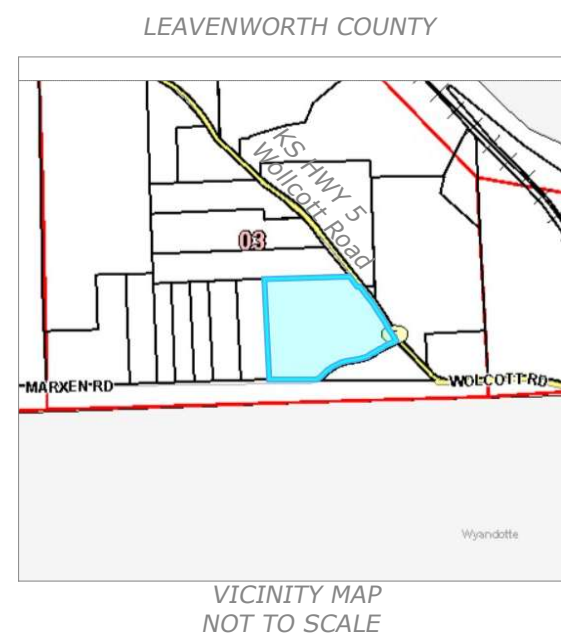 LEAVENWORTH COUNTY
KS HWY 5
Wollcott Road
03
MARXEN RD
WOLCOTT RD
Wyandotte
VICINITY MAP
NOT TO SCALE